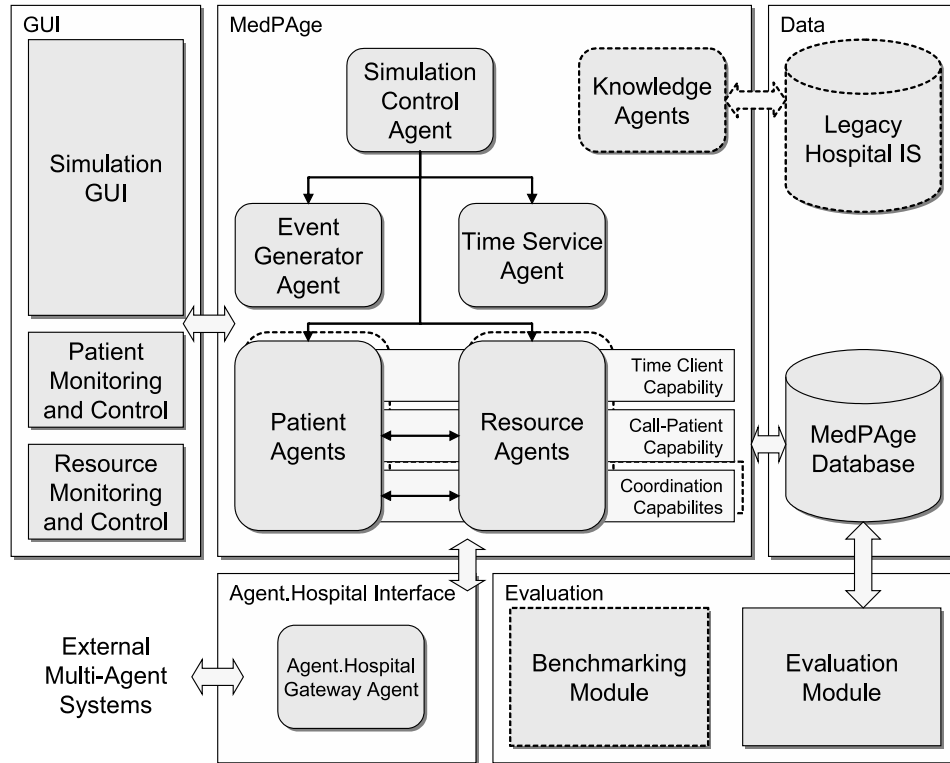 GUI
Simulation
GUI
Patient
Monitoring
and Control
Resource
Monitoring
and Control
MedPAge
Simulation
Control
Agent
Knowledge
Agents
Event
Generator
Agent
Time Service
Agent
Patient
Agents
Resource
Agents
Time Client
Capability
Call-Patient
Capability
Coordination
Capabilites
Data
Legacy
Hospital IS
MedPAge
Database
External
Multi-Agent
Systems
Agent.Hospital Interface
Agent.Hospital
Gateway Agent
Evaluation
Benchmarking
Module
Evaluation
Module